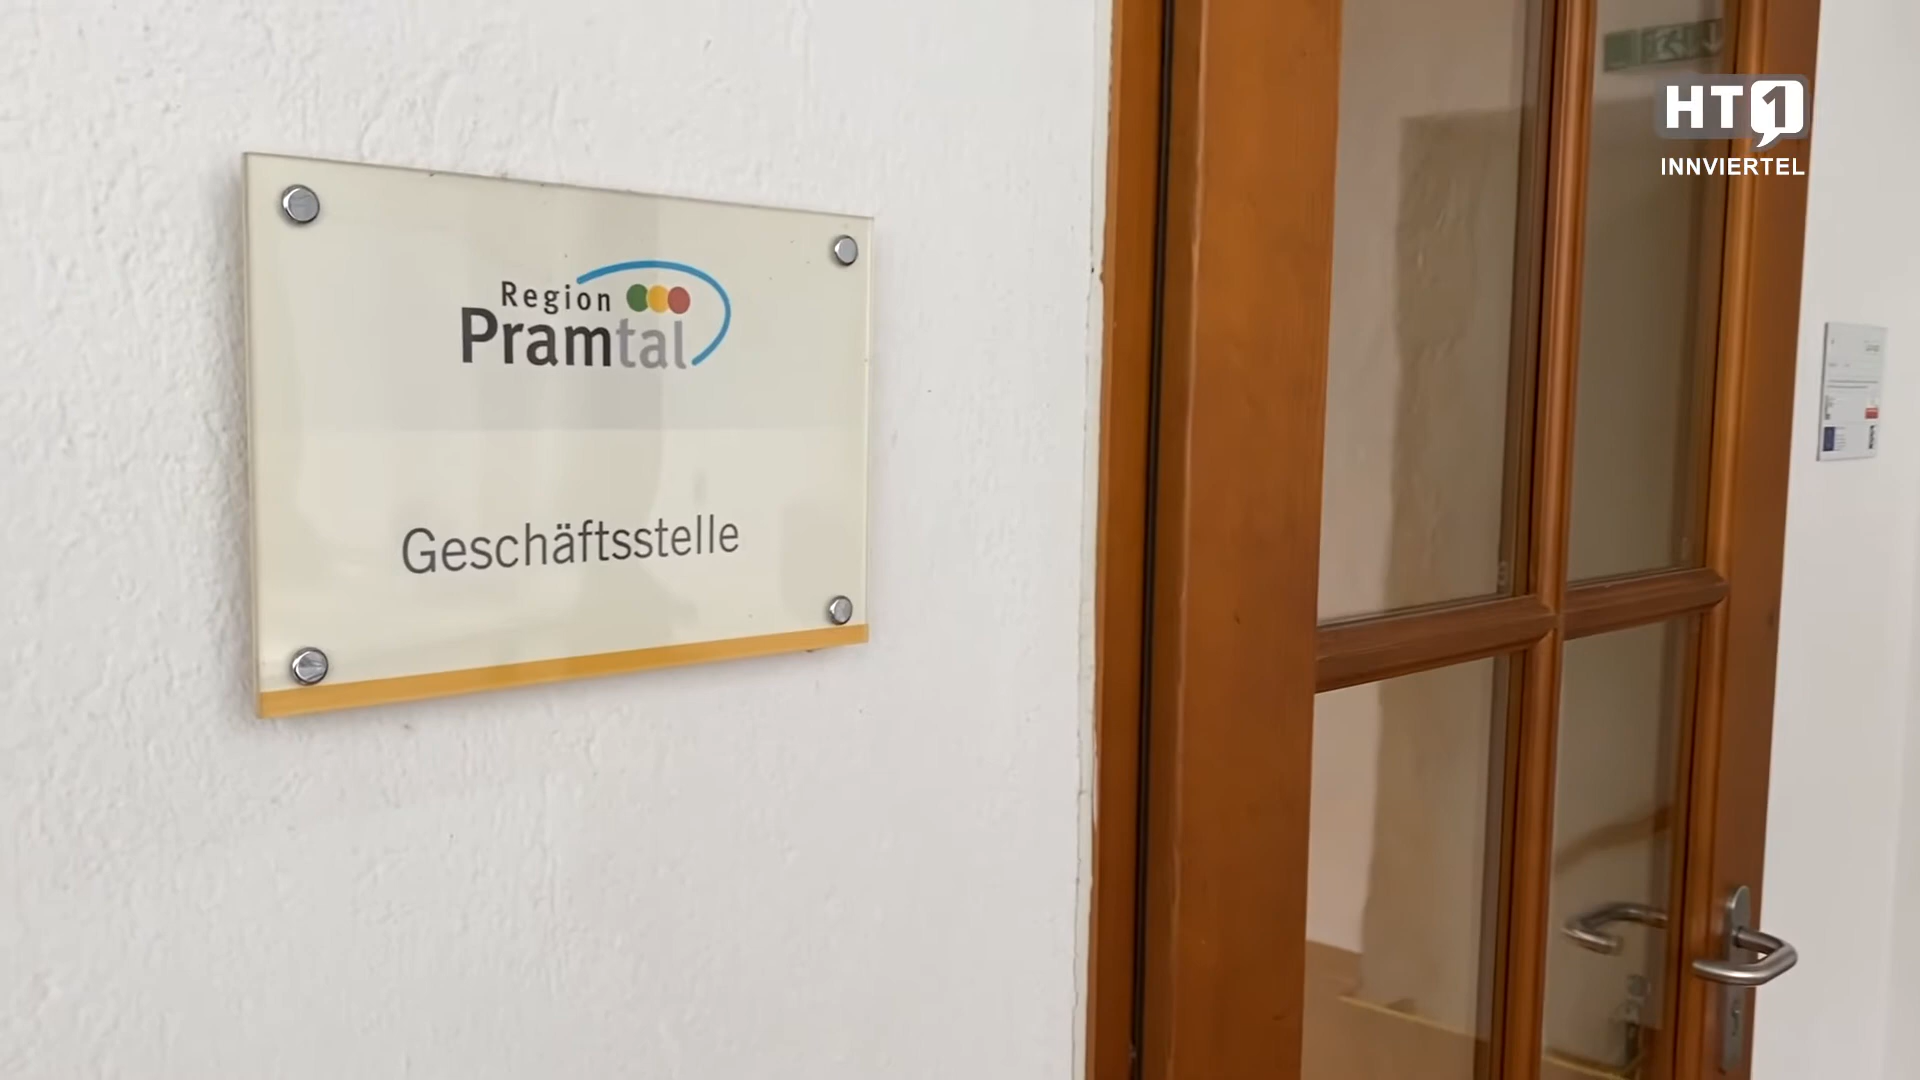 Region
Pramtal
Geschäftsstelle
HT1
INNVIERTEL